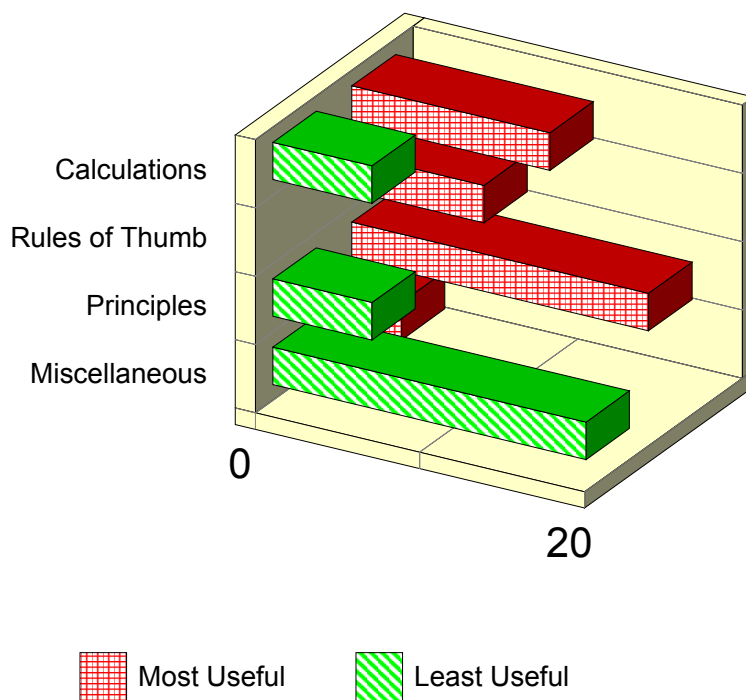 Calculations
Rules of Thumb
Principles
Miscellaneous
0
20
Most Useful
Least Useful